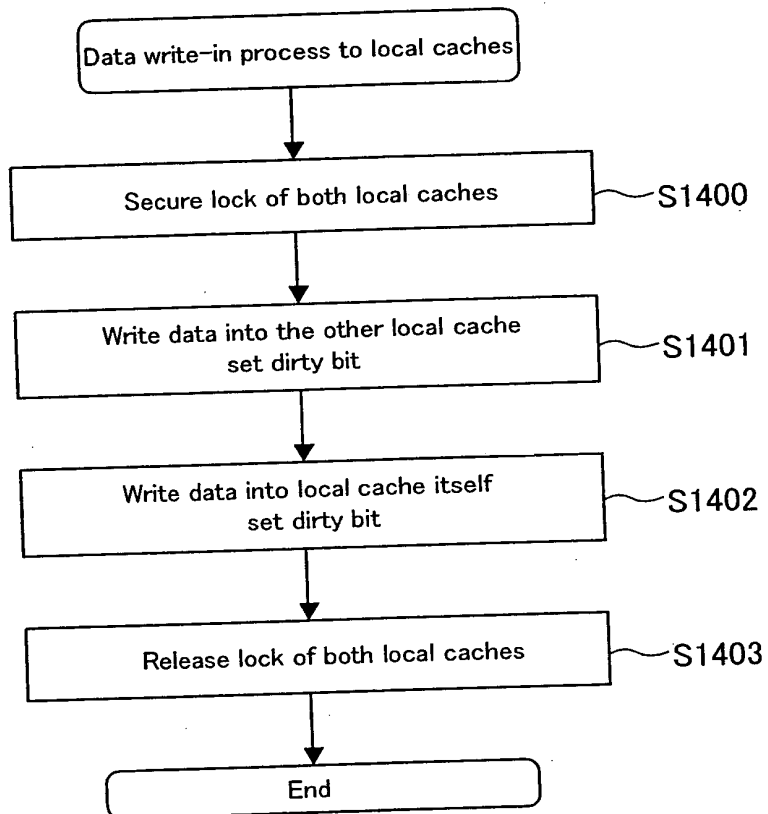 Data write-in process to local caches
Secure lock of both local caches
S1400
Write data into the other local cache
set dirty bit
S1401
Write data into local cache itself
set dirty bit
S1402
Release lock of both local caches
S1403
End